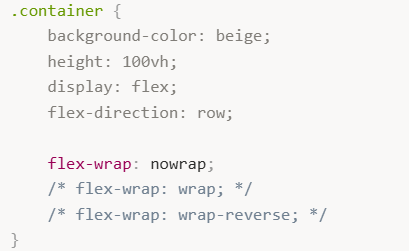 .container {
    background-color: beige;
    height: 100vh;
    display: flex;
    flex-direction: row;

    flex-wrap: nowrap;
    /* flex-wrap: wrap; */
    /* flex-wrap: wrap-reverse; */
}